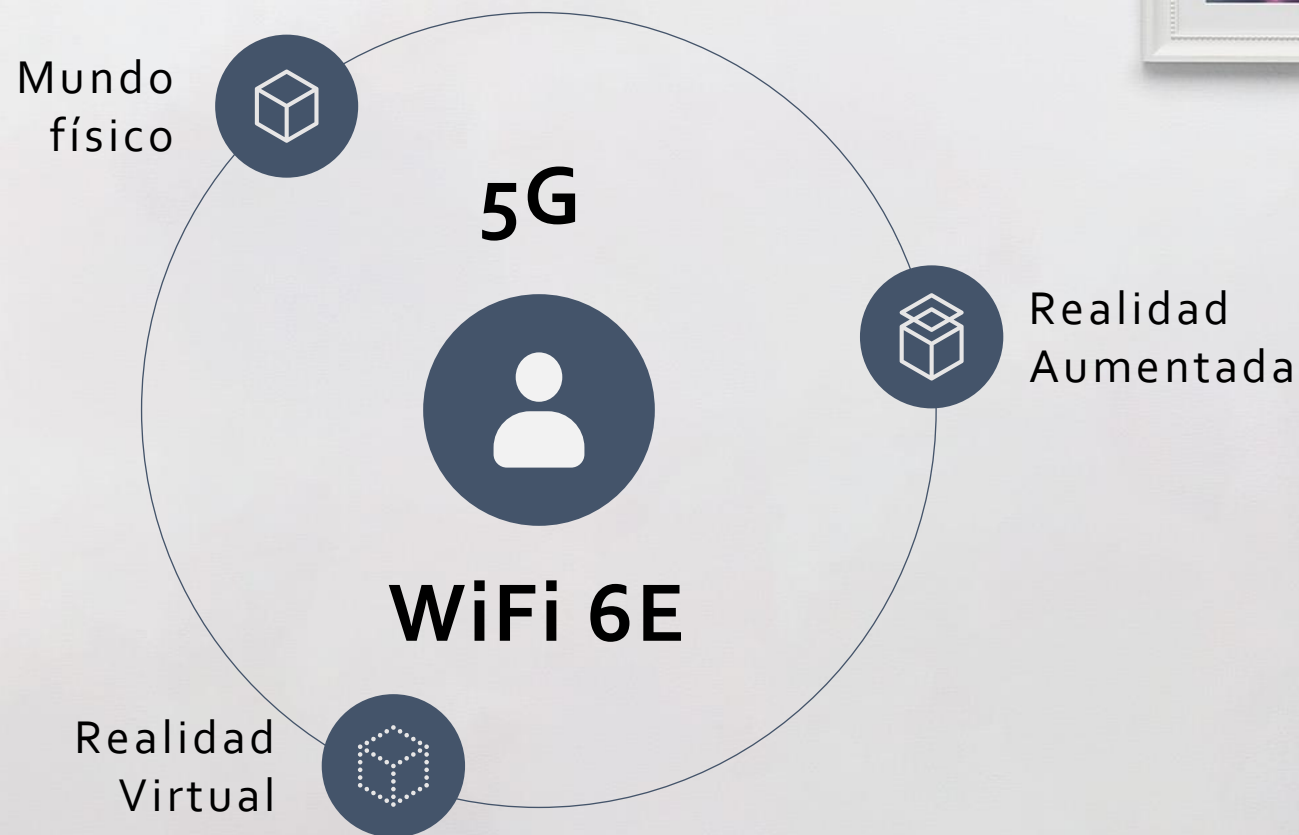 Mundo
físico
5G
Realidad
Aumentada
WiFi 6E
Realidad
Virtual